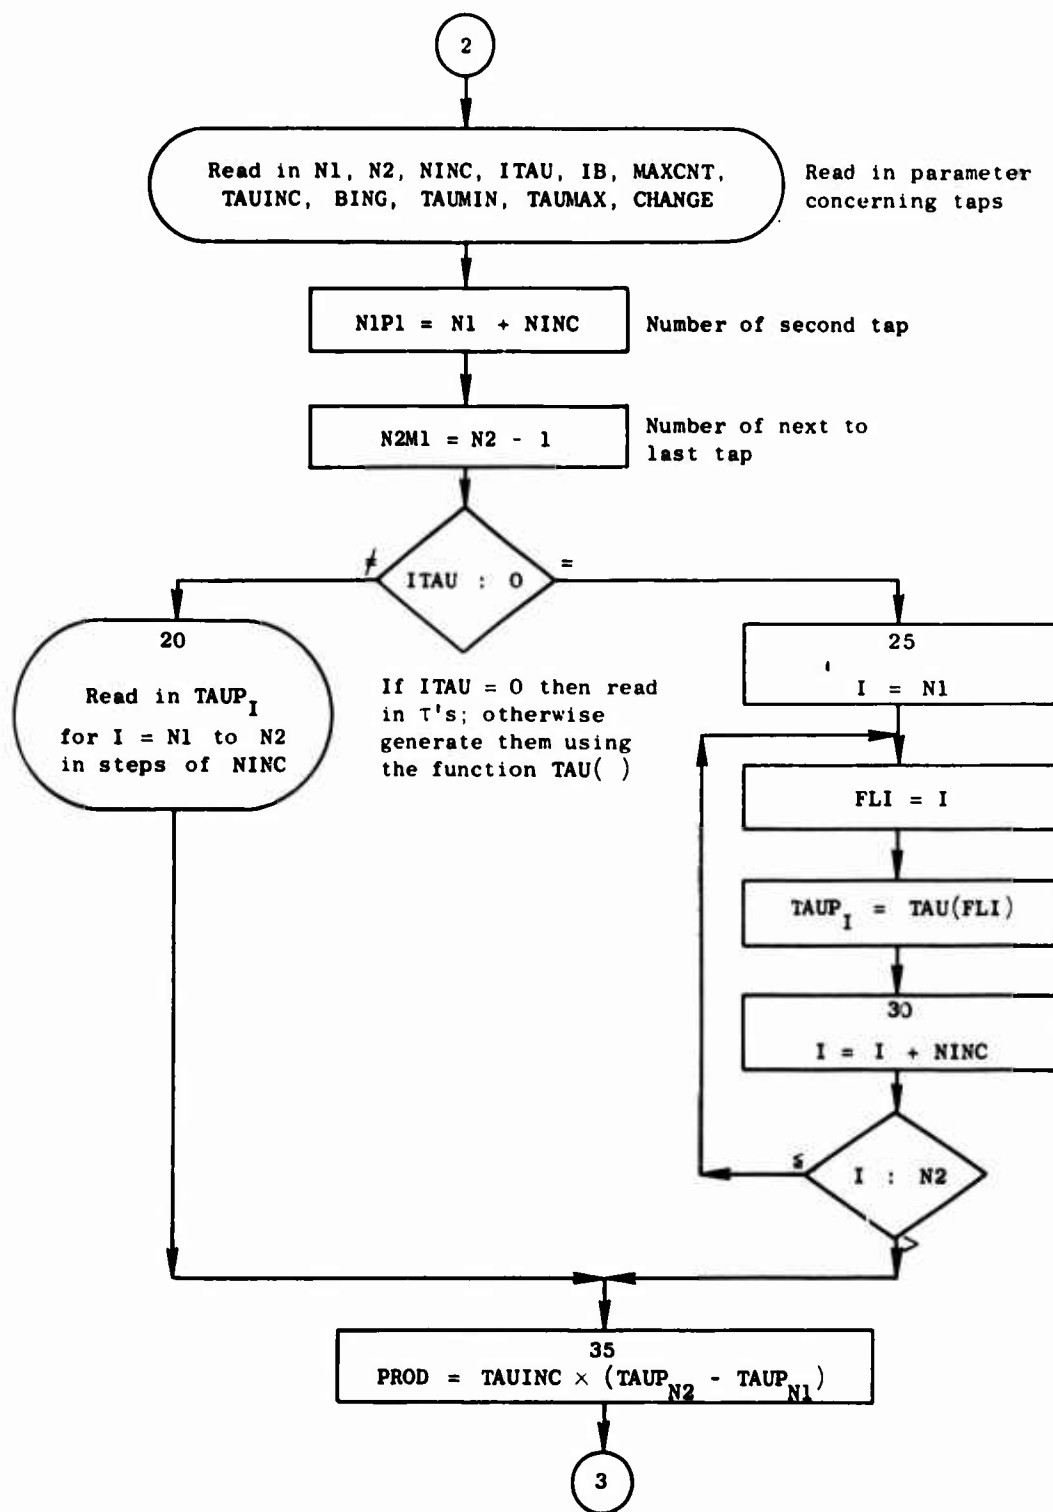 2
Read in N1, N2, NINC, ITAU, IB, MAXCNT,
TAUINC, BING, TAUMIN, TAUMAX, CHANGE
Read in parameter
concerning taps
N1P1 = N1 + NINC
Number of second tap
N2M1 = N2 - 1
Number of next to
last tap
≠
ITAU : 0
=
20
Read in TAUP_I
for I = N1 to N2
in steps of NINC
If ITAU = 0 then read
in τ's; otherwise
generate them using
the function TAU( )
25
I = N1
FLI = I
TAUP_I = TAU(FLI)
30
I = I + NINC
≤
I : N2
>
35
PROD = TAUINC × (TAUP_N2 - TAUP_N1)
3